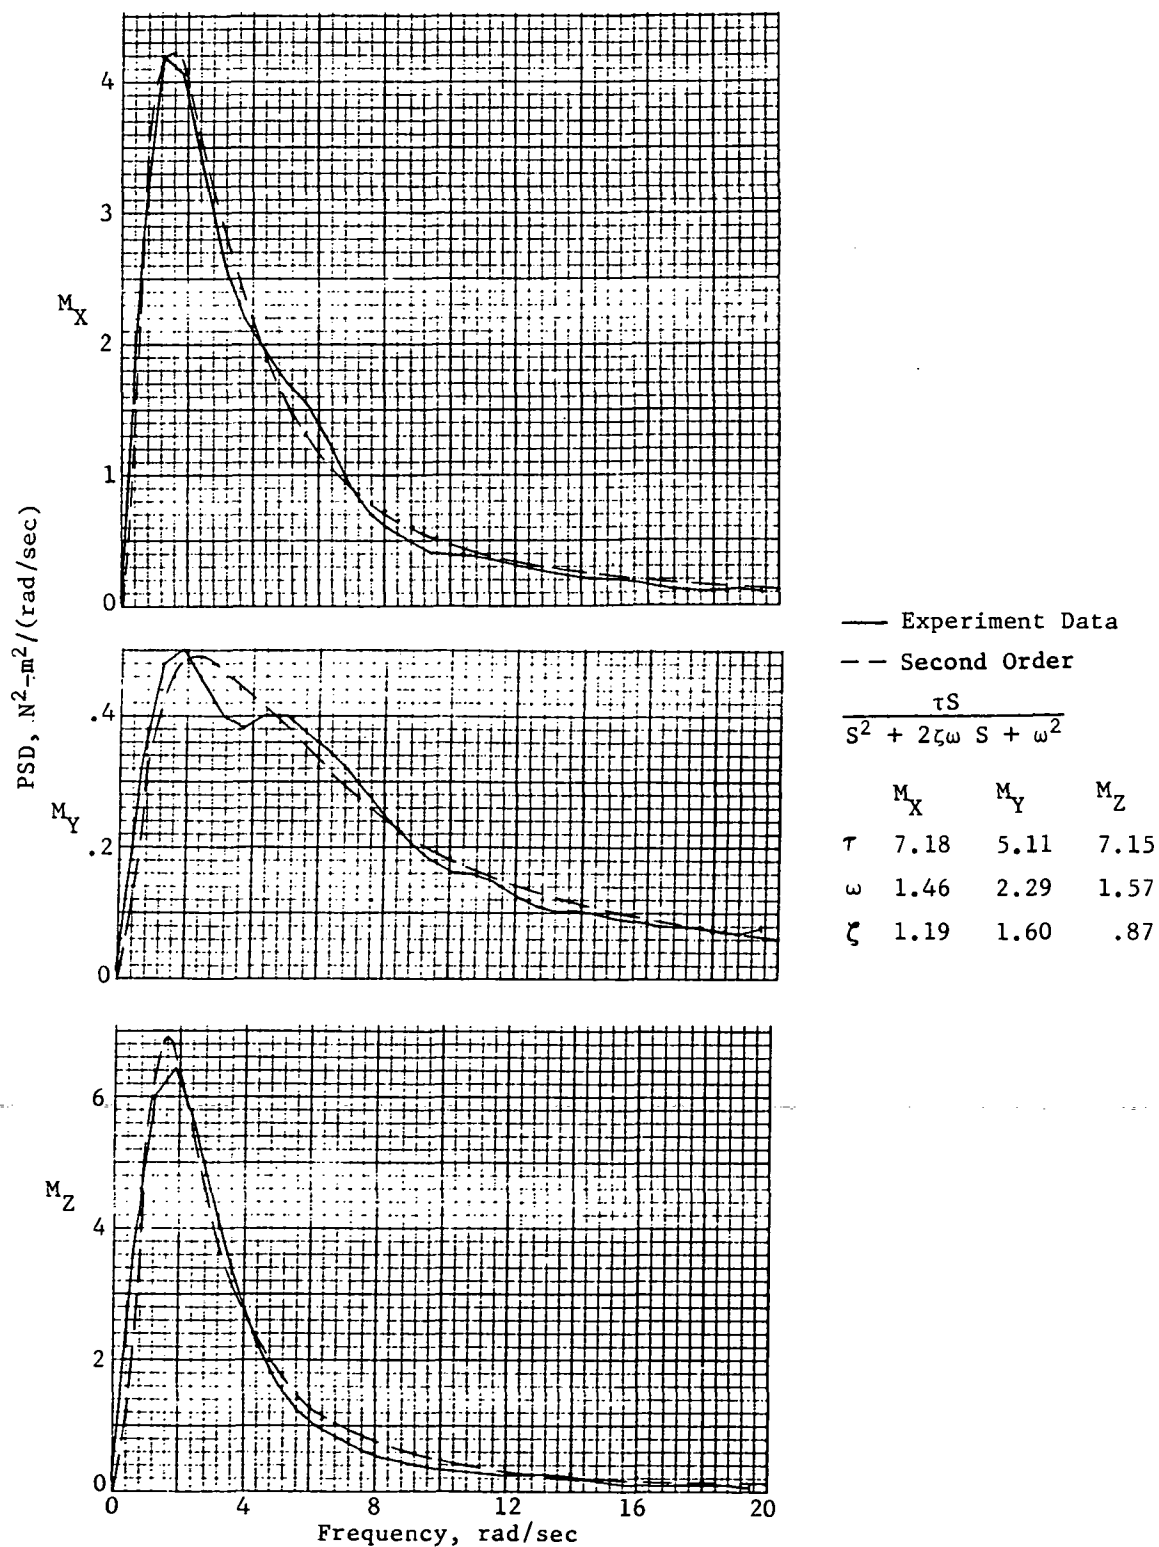 4
3
M_X
2
1
0
PSD, N²-m²/(rad/sec)
.4
M_Y
.2
0
6
M_Z
4
2
0
0 4 8 12 16 20
Frequency, rad/sec
Experiment Data
Second Order
τS
S² + 2ζω S + ω²
M_X M_Y M_Z
τ 7.18 5.11 7.15
ω 1.46 2.29 1.57
ζ 1.19 1.60 .87